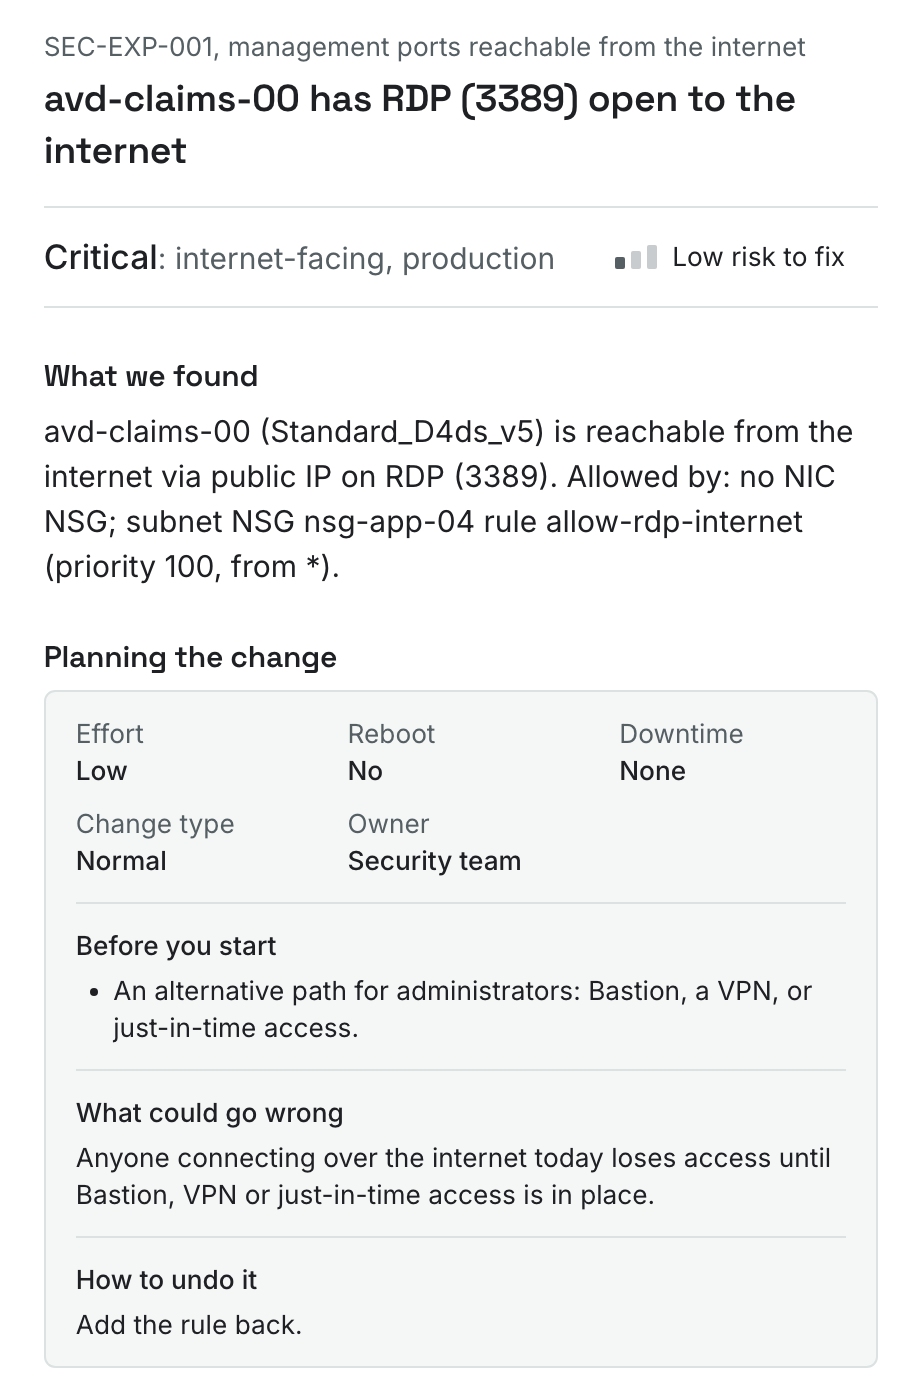 SEC-EXP-001, management ports reachable from the internet
avd-claims-00 has RDP (3389) open to the
internet
Critical: internet-facing, production
Low risk to fix
What we found
avd-claims-00 (Standard_D4ds_v5) is reachable from the
internet via public IP on RDP (3389). Allowed by: no NIC
NSG; subnet NSG nsg-app-04 rule allow-rdp-internet
(priority 100, from *).
Planning the change
Effort
Low
Reboot
No
Downtime
None
Change type
Normal
Owner
Security team
Before you start
• An alternative path for administrators: Bastion, a VPN, or
just-in-time access.
What could go wrong
Anyone connecting over the internet today loses access until
Bastion, VPN or just-in-time access is in place.
How to undo it
Add the rule back.